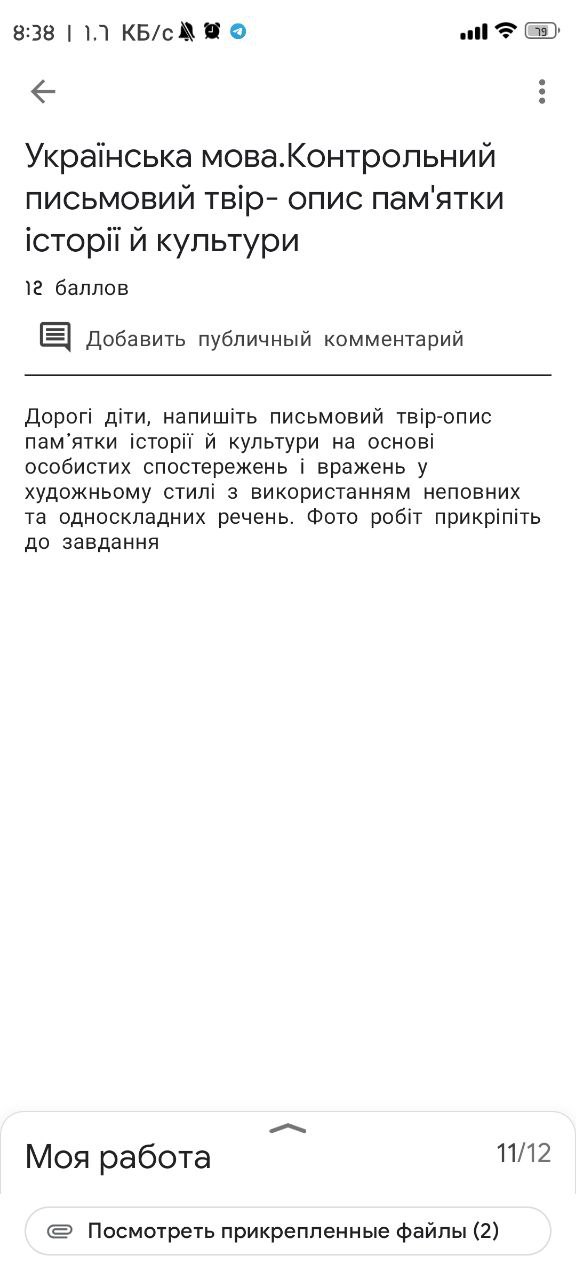 8:38 | 1.7 КБ/с
79
Українська мова.Контрольний
письмовий твір- опис пам'ятки
історії й культури
12 баллов
Добавить публичный комментарий
Дорогі діти, напишіть письмовий твір-опис
пам'ятки історії й культури на основі
особистих спостережень і вражень у
художньому стилі з використанням неповних
та односкладних речень. Фото робіт прикріпіть
до завдання
Моя работа
11/12
Посмотреть прикрепленные файлы (2)